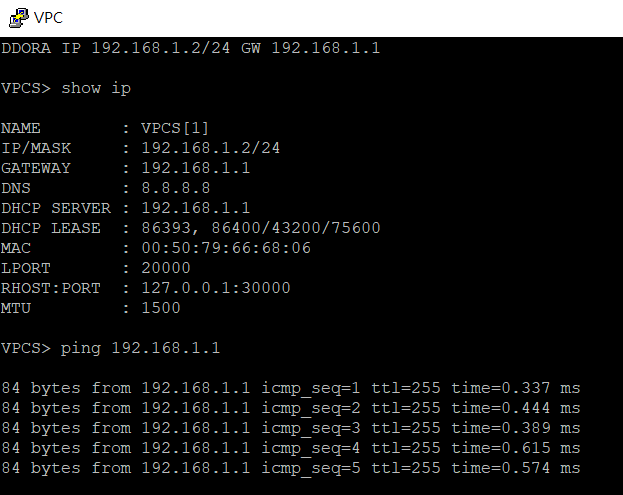 VPC
DDORA IP 192.168.1.2/24 GW 192.168.1.1
VPCS> show ip
NAME        : VPCS[1]
IP/MASK     : 192.168.1.2/24
GATEWAY     : 192.168.1.1
DNS         : 8.8.8.8
DHCP SERVER : 192.168.1.1
DHCP LEASE  : 86393, 86400/43200/75600
MAC         : 00:50:79:66:68:06
LPORT       : 20000
RHOST:PORT  : 127.0.0.1:30000
MTU         : 1500
VPCS> ping 192.168.1.1
84 bytes from 192.168.1.1 icmp_seq=1 ttl=255 time=0.337 ms
84 bytes from 192.168.1.1 icmp_seq=2 ttl=255 time=0.444 ms
84 bytes from 192.168.1.1 icmp_seq=3 ttl=255 time=0.389 ms
84 bytes from 192.168.1.1 icmp_seq=4 ttl=255 time=0.615 ms
84 bytes from 192.168.1.1 icmp_seq=5 ttl=255 time=0.574 ms